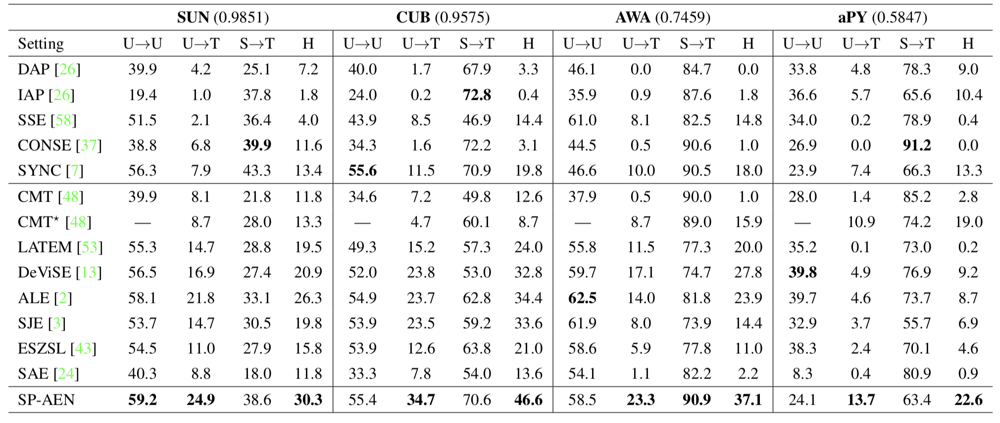 SUN (0.9851) CUB (0.9575) AWA (0.7459) aPY (0.5847)
Setting U→U U→T S→T H U→U U→T S→T H U→U U→T S→T H U→U U→T S→T H
DAP [26] 39.9 4.2 25.1 7.2 40.0 1.7 67.9 3.3 46.1 0.0 84.7 0.0 33.8 4.8 78.3 9.0
IAP [26] 19.4 1.0 37.8 1.8 24.0 0.2 72.8 0.4 35.9 0.9 87.6 1.8 36.6 5.7 65.6 10.4
SSE [58] 51.5 2.1 36.4 4.0 43.9 8.5 46.9 14.4 61.0 8.1 82.5 14.8 34.0 0.2 78.9 0.4
CONSE [37] 38.8 6.8 39.9 11.6 34.3 1.6 72.2 3.1 44.5 0.5 90.6 1.0 26.9 0.0 91.2 0.0
SYNC [7] 56.3 7.9 43.3 13.4 55.6 11.5 70.9 19.8 46.6 10.0 90.5 18.0 23.9 7.4 66.3 13.3
CMT [48] 39.9 8.1 21.8 11.8 34.6 7.2 49.8 12.6 37.9 0.5 90.0 1.0 28.0 1.4 85.2 2.8
CMT⋆ [48] — 8.7 28.0 13.3 — 4.7 60.1 8.7 — 8.7 89.0 15.9 — 10.9 74.2 19.0
LATEM [53] 55.3 14.7 28.8 19.5 49.3 15.2 57.3 24.0 55.8 11.5 77.3 20.0 35.2 0.1 73.0 0.2
DeViSE [13] 56.5 16.9 27.4 20.9 52.0 23.8 53.0 32.8 59.7 17.1 74.7 27.8 39.8 4.9 76.9 9.2
ALE [2] 58.1 21.8 33.1 26.3 54.9 23.7 62.8 34.4 62.5 14.0 81.8 23.9 39.7 4.6 73.7 8.7
SJE [3] 53.7 14.7 30.5 19.8 53.9 23.5 59.2 33.6 61.9 8.0 73.9 14.4 32.9 3.7 55.7 6.9
ESZSL [43] 54.5 11.0 27.9 15.8 53.9 12.6 63.8 21.0 58.6 5.9 77.8 11.0 38.3 2.4 70.1 4.6
SAE [24] 40.3 8.8 18.0 11.8 33.3 7.8 54.0 13.6 54.1 1.1 82.2 2.2 8.3 0.4 80.9 0.9
SP-AEN 59.2 24.9 38.6 30.3 55.4 34.7 70.6 46.6 58.5 23.3 90.9 37.1 24.1 13.7 63.4 22.6